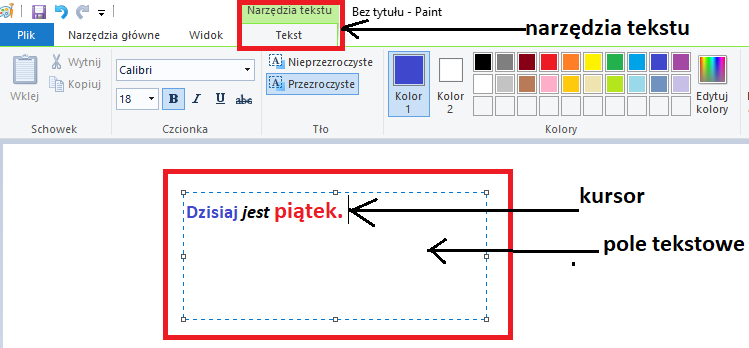 Narzędzia tekstu
Bez tytułu - Paint
narzędzia tekstu
Plik
Narzędzia główne
Widok
Tekst
Wklej
Wytnij
Kopiuj
Schowek
Calibri
18
B I U abc
Czcionka
Nieprzezroczyste
Przezroczyste
Tło
Kolor 1
Kolor 2
Edytuj kolory
Kolory
Dzisiaj jest piątek.
kursor
pole tekstowe